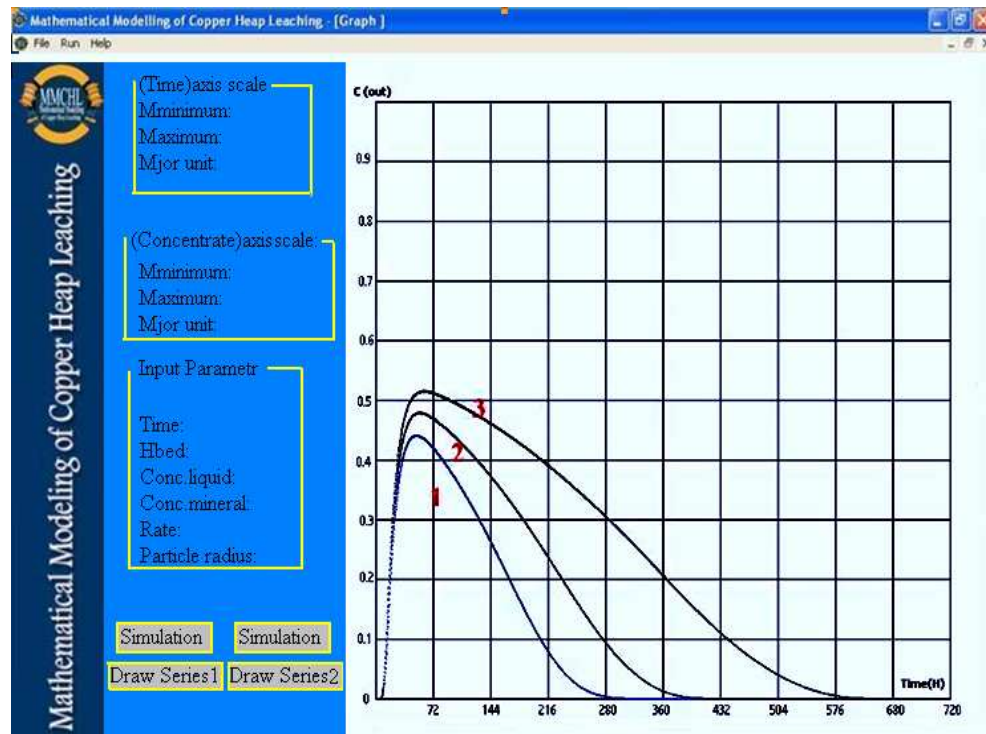 Mathematical Modelling of Copper Heap Leaching - [Graph ]
File Run Help
MMCHL
Mathematical Modeling of Copper Heap Leaching
(Time)axis scale
Mminimum:
Maximum:
Mjor unit:
(Concentrate)axisscale:
Mminimum:
Maximum:
Mjor unit:
Input Parametr
Time:
Hbed:
Conc.liquid:
Conc.mineral:
Rate:
Particle radius:
Simulation Simulation
Draw Series1 Draw Series2
C (out)
0.9
0.8
0.7
0.6
0.5
0.4
0.3
0.2
0.1
0
3
2
1
Time(H)
72 144 216 280 360 432 504 576 680 720